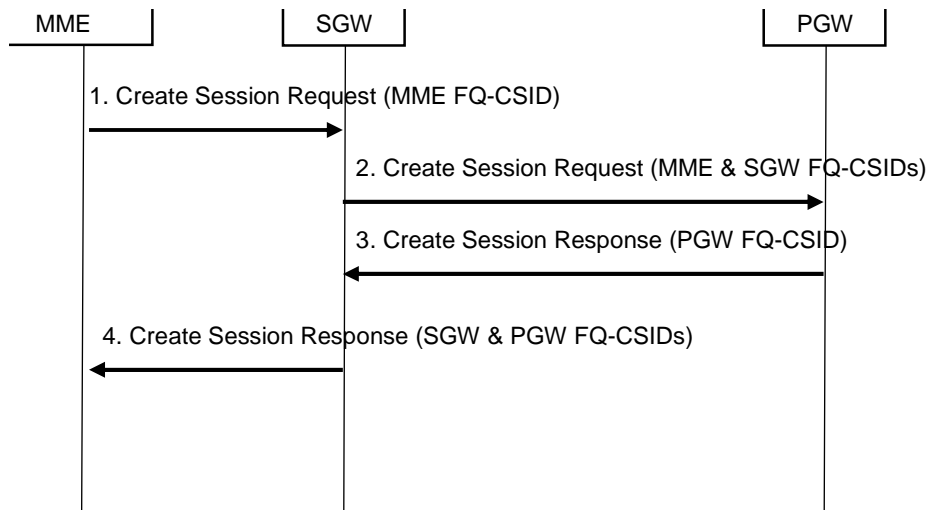 MME
SGW
PGW
1. Create Session Request (MME FQ-CSID)
2. Create Session Request (MME & SGW FQ-CSIDs)
3. Create Session Response (PGW FQ-CSID)
4. Create Session Response (SGW & PGW FQ-CSIDs)